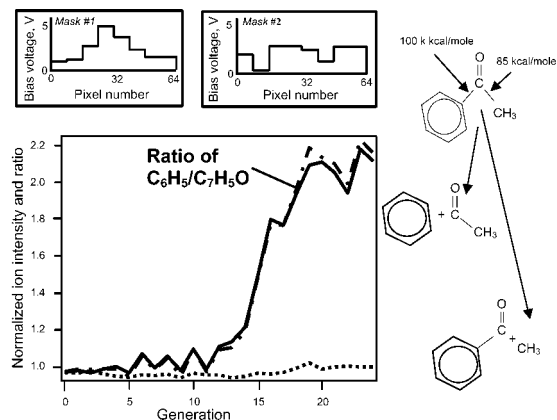 Mask #1
Bias voltage, V
5
0
0 32 64
Pixel number
Mask #2
Bias voltage, V
5
0
0 32 64
Pixel number
100 k kcal/mole
85 kcal/mole
O
C
CH₃
Normalized ion intensity and ratio
2.2
2.0
1.8
1.6
1.4
1.2
1.0
Ratio of
C₆H₅/C₇H₅O
0 5 10 15 20
Generation
O
+ C
CH₃
O
C
+
CH₃